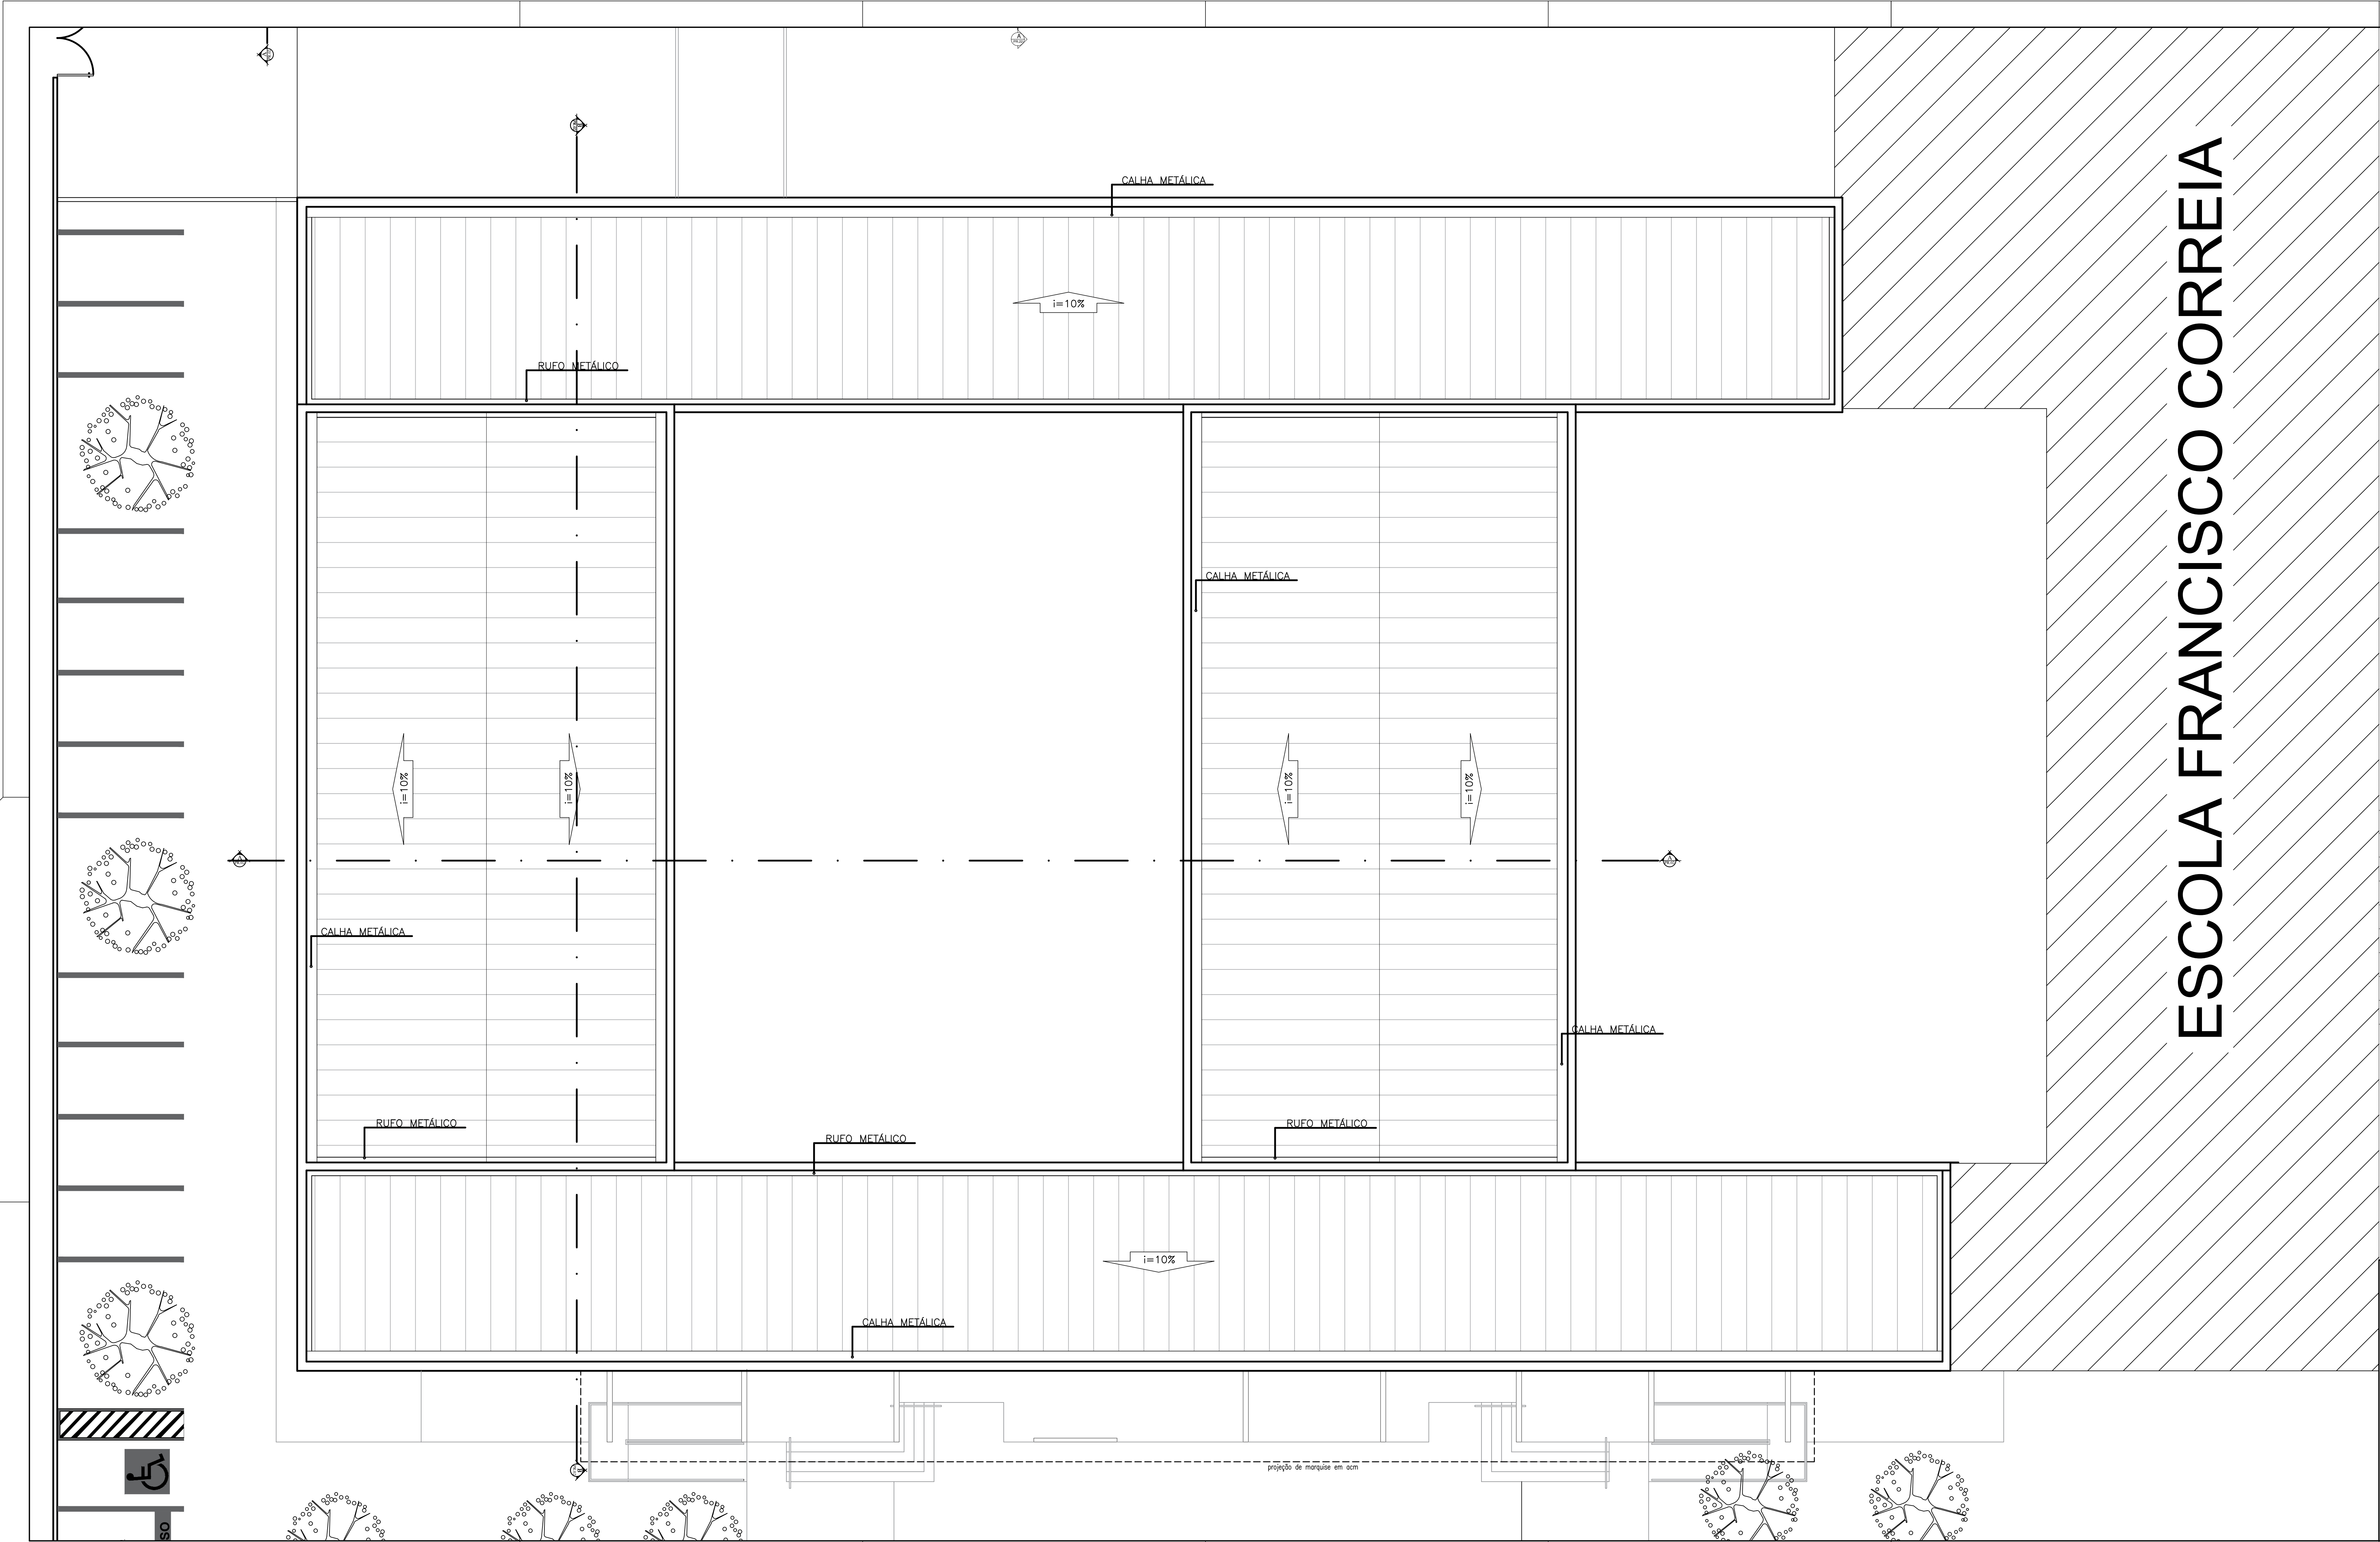 CALHA METÁLICA
i=10%
RUFO METÁLICO
CALHA METÁLICA
i=10%
i=10%
i=10%
i=10%
CALHA METÁLICA
CALHA METÁLICA
RUFO METÁLICO
RUFO METÁLICO
RUFO METÁLICO
i=10%
CALHA METÁLICA
projeção de marquise em acm
ESCOLA FRANCISCO CORREIA